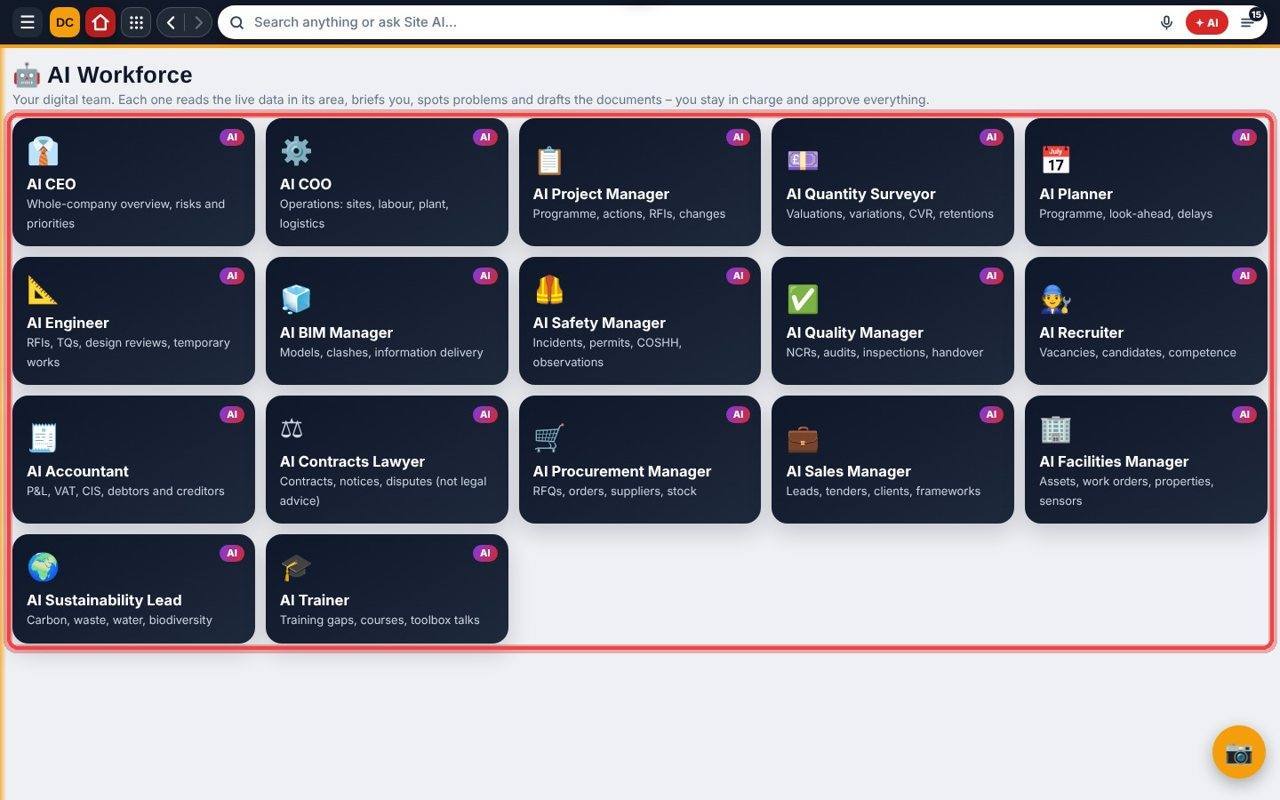 DC
Search anything or ask Site AI...
AI
15
AI Workforce
Your digital team. Each one reads the live data in its area, briefs you, spots problems and drafts the documents – you stay in charge and approve everything.
AI
AI CEO
Whole-company overview, risks and
priorities
AI
AI COO
Operations: sites, labour, plant,
logistics
AI
AI Project Manager
Programme, actions, RFIs, changes
AI
AI Quantity Surveyor
Valuations, variations, CVR, retentions
AI
July
17
AI Planner
Programme, look-ahead, delays
AI
AI Engineer
RFIs, TQs, design reviews, temporary
works
AI
AI BIM Manager
Models, clashes, information delivery
AI
AI Safety Manager
Incidents, permits, COSHH,
observations
AI
AI Quality Manager
NCRs, audits, inspections, handover
AI
AI Recruiter
Vacancies, candidates, competence
AI
AI Accountant
P&L, VAT, CIS, debtors and creditors
AI
AI Contracts Lawyer
Contracts, notices, disputes (not legal
advice)
AI
AI Procurement Manager
RFQs, orders, suppliers, stock
AI
AI Sales Manager
Leads, tenders, clients, frameworks
AI
AI Facilities Manager
Assets, work orders, properties,
sensors
AI
AI Sustainability Lead
Carbon, waste, water, biodiversity
AI
AI Trainer
Training gaps, courses, toolbox talks